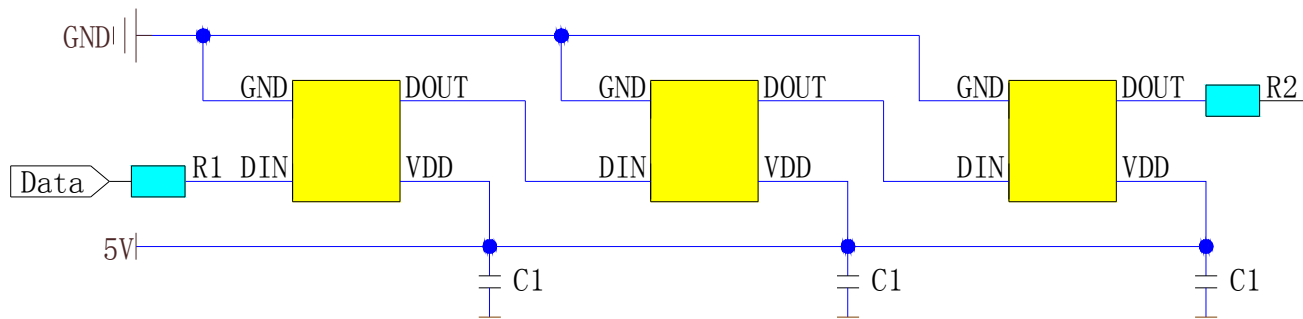 GND
GND DOUT GND DOUT GND DOUT R2
Data R1 DIN VDD DIN VDD DIN VDD
5V
C1 C1 C1